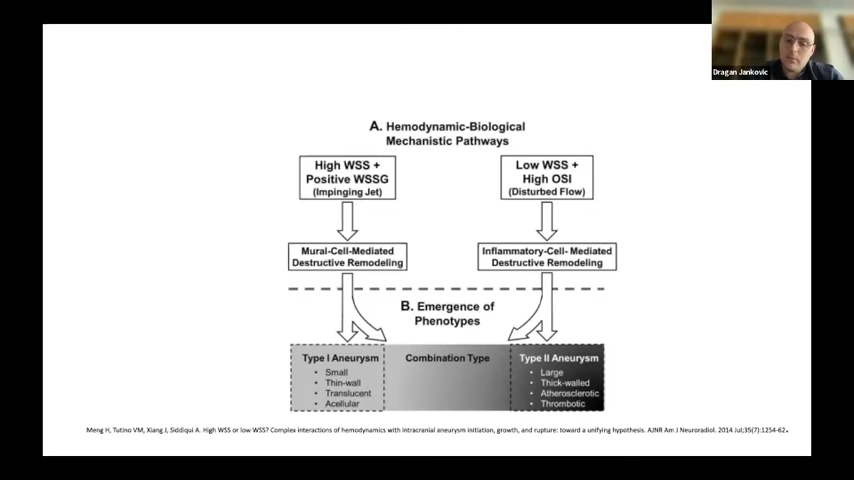 Dragan Jankovic
A. Hemodynamic-Biological
Mechanistic Pathways
High WSS +
Positive WSSG
(Impinging Jet)
Low WSS +
High OSI
(Disturbed Flow)
Mural-Cell-Mediated
Destructive Remodeling
Inflammatory-Cell- Mediated
Destructive Remodeling
B. Emergence of
Phenotypes
Type I Aneurysm
• Small
• Thin-wall
• Translucent
• Acellular
Combination Type
Type II Aneurysm
• Large
• Thick-walled
• Atherosclerotic
• Thrombotic
Meng H, Tutino VM, Xiang J, Siddiqui A. High WSS or low WSS? Complex interactions of hemodynamics with intracranial aneurysm initiation, growth, and rupture: toward a unifying hypothesis. AJNR Am J Neuroradiol. 2014 Jul;35(7):1254-62.